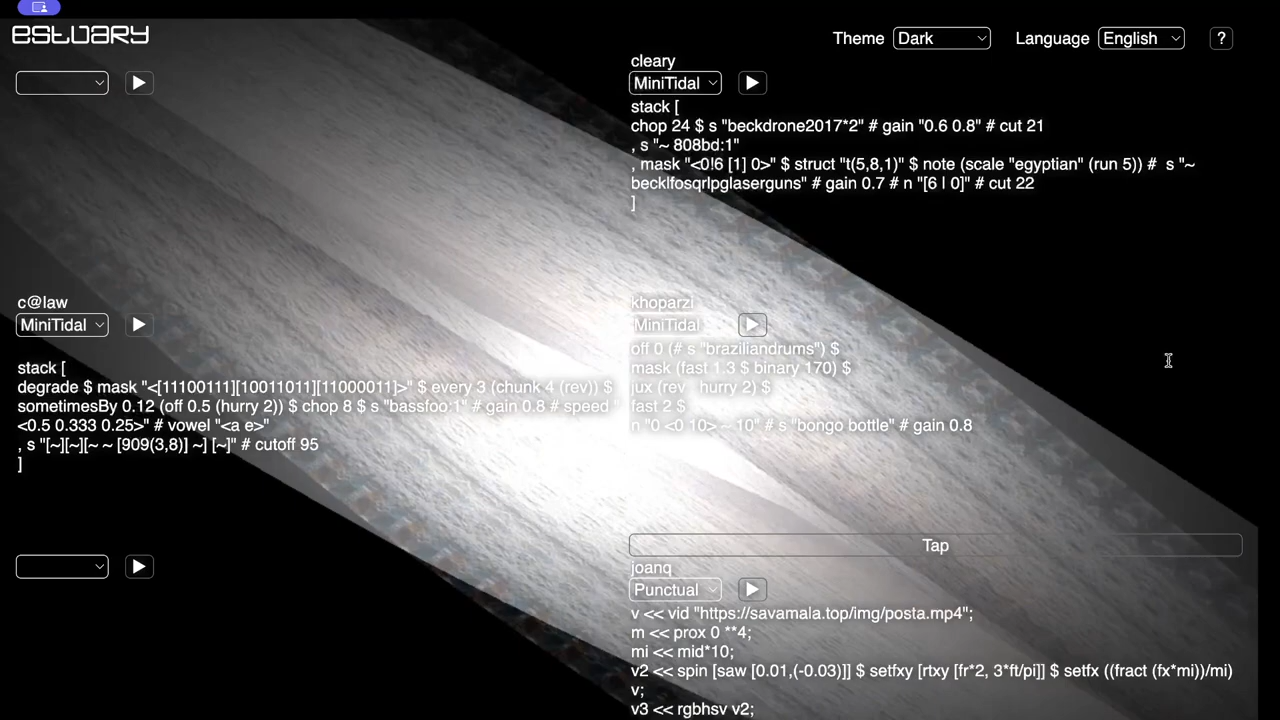 estuary
Theme Dark Language English ?
cleary
MiniTidal
stack [
chop 24 $ s "beckdrone2017*2" # gain "0.6 0.8" # cut 21
, s "~ 808bd:1"
, mask "<0!6 [1] 0>" $ struct "t(5,8,1)" $ note (scale "egyptian" (run 5)) #  s "~
becklfosqrlpglaserguns" # gain 0.7 # n "[6 | 0]" # cut 22
]
c@law
MiniTidal
stack [
degrade $ mask "<[11100111][10011011][11000011]>" $ every 3 (chunk 4 (rev)) $
sometimesBy 0.12 (off 0.5 (hurry 2)) $ chop 8 $ s "bassfoo:1" # gain 0.8 # speed "
<0.5 0.333 0.25>" # vowel "<a e>"
, s "[~][~][~ ~ [909(3,8)] ~] [~]" # cutoff 95
]
khoparzi
MiniTidal
off 0 (# s "braziliandrums") $
mask (fast 1.3 $ binary 170) $
jux (rev . hurry 2) $
fast 2 $
n "0 <0 10> ~ 10" # s "bongo bottle" # gain 0.8
Tap
joanq
Punctual
v << vid "https://savamala.top/img/posta.mp4";
m << prox 0 **4;
mi << mid*10;
v2 << spin [saw [0.01,(-0.03)]] $ setfxy [rtxy [fr*2, 3*ft/pi]] $ setfx ((fract (fx*mi))/mi)
v;
v3 << rgbhsv v2;